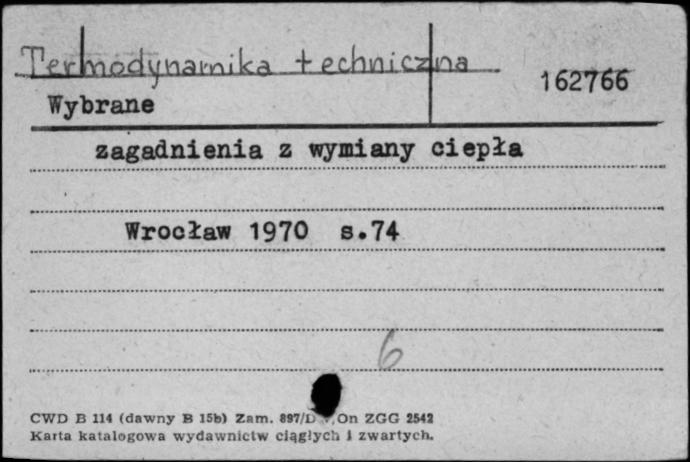 Termodynamika techniczna
162766
Wybrane
zagadnienia z wymiany ciepła
Wrocław 1970 s.74
6
CWD B 114 (dawny B 15b) Zam. 897/D On ZGG 2542
Karta katalogowa wydawnictw ciągłych i zwartych.